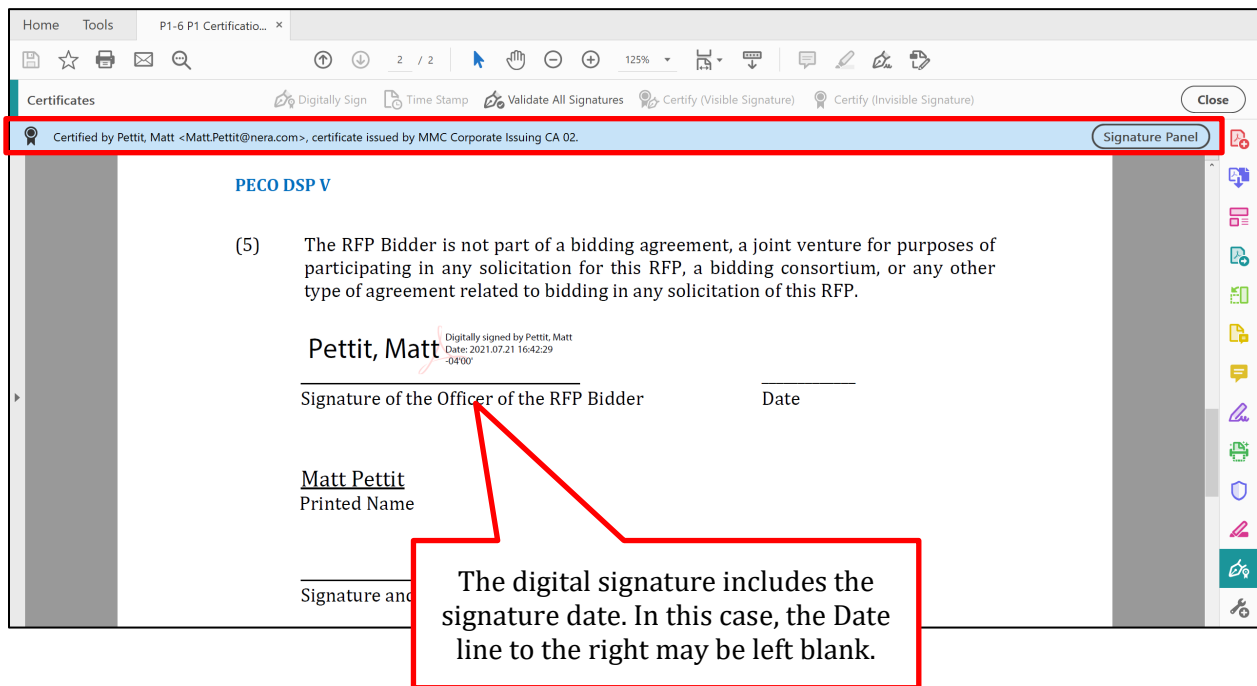 Home Tools P1-6 P1 Certificatio... ×
2 / 2 125%
Certificates Digitally Sign Time Stamp Validate All Signatures Certify (Visible Signature) Certify (Invisible Signature) Close
Certified by Pettit, Matt <Matt.Pettit@nera.com>, certificate issued by MMC Corporate Issuing CA 02. Signature Panel
PECO DSP V
(5) The RFP Bidder is not part of a bidding agreement, a joint venture for purposes of
participating in any solicitation for this RFP, a bidding consortium, or any other
type of agreement related to bidding in any solicitation of this RFP.
Pettit, Matt
Digitally signed by Pettit, Matt
Date: 2021.07.21 16:42:29
-04'00'
Signature of the Officer of the RFP Bidder Date
Matt Pettit
Printed Name
Signature and
The digital signature includes the
signature date. In this case, the Date
line to the right may be left blank.